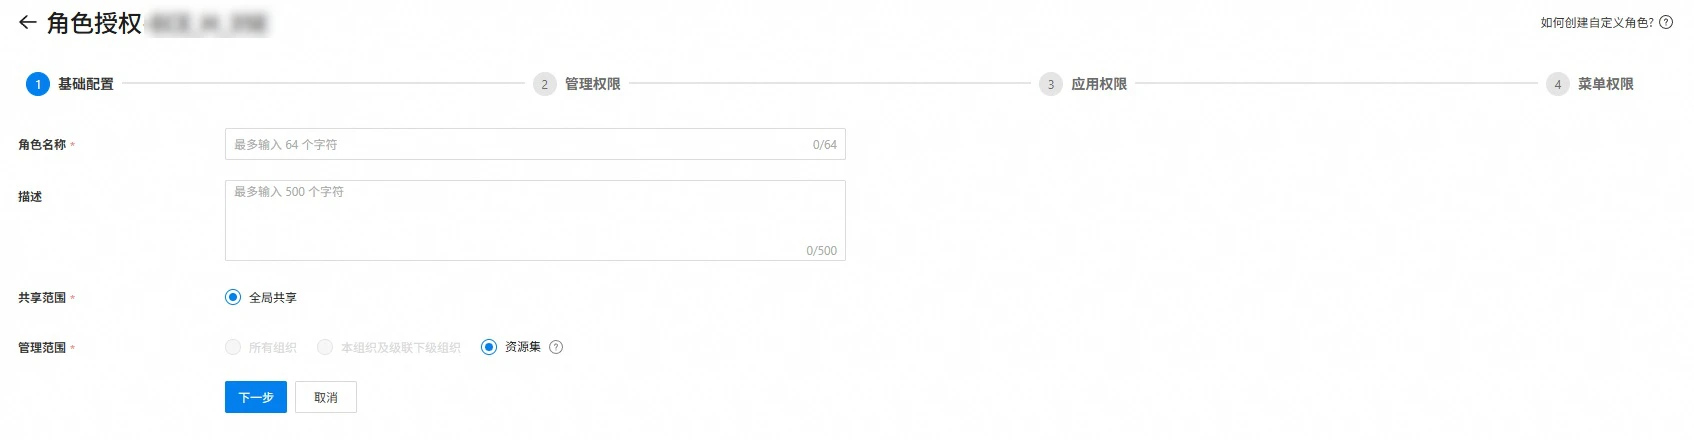 角色授权
如何创建自定义角色?
1 基础配置 2 管理权限 3 应用权限 4 菜单权限
角色名称 * 最多输入 64 个字符 0/64
描述 最多输入 500 个字符
0/500
共享范围 * 全局共享
管理范围 * 所有组织 本组织及级联下级组织 资源集
下一步 取消